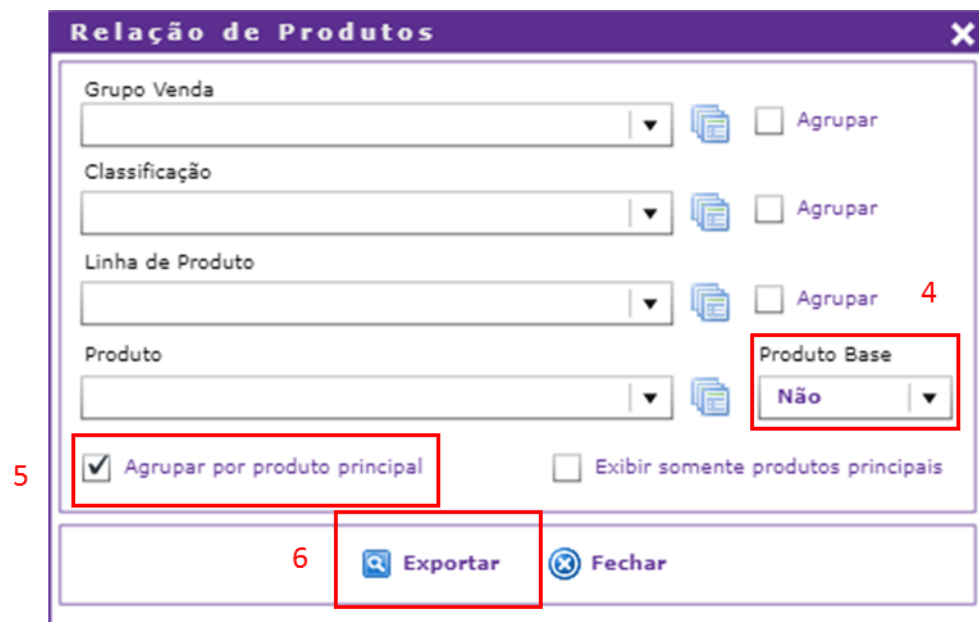 Relação de Produtos
Grupo Venda
Agrupar
Classificação
Agrupar
Linha de Produto
Agrupar
4
Produto
Produto Base
Não
5
Agrupar por produto principal
Exibir somente produtos principais
6
Exportar
Fechar